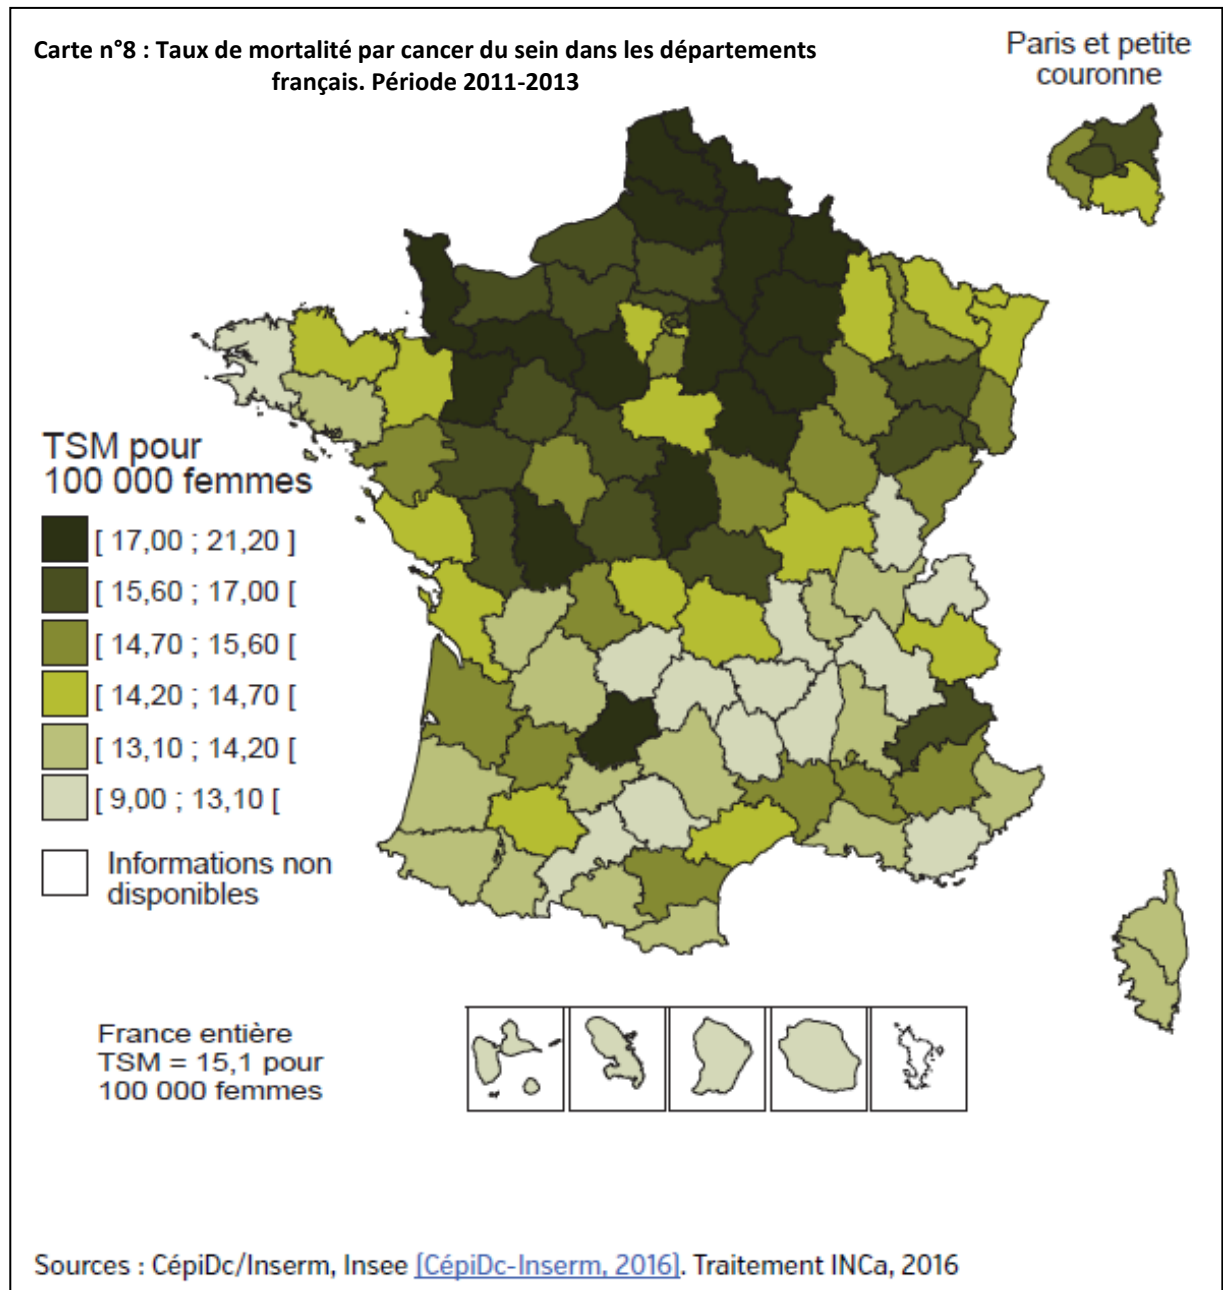 Carte n°8 : Taux de mortalité par cancer du sein dans les départements
français. Période 2011-2013
Paris et petite
couronne
TSM pour
100 000 femmes
[ 17,00 ; 21,20 ]
[ 15,60 ; 17,00 [
[ 14,70 ; 15,60 [
[ 14,20 ; 14,70 [
[ 13,10 ; 14,20 [
[ 9,00 ; 13,10 [
Informations non
disponibles
France entière
TSM = 15,1 pour
100 000 femmes
Sources : CépiDc/Inserm, Insee [CépiDc-Inserm, 2016]. Traitement INCa, 2016